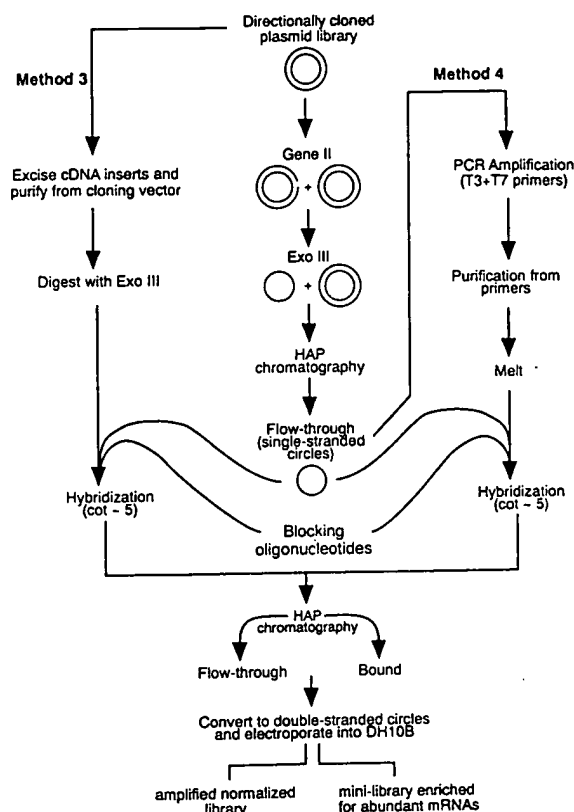 Directionally cloned
plasmid library
Method 3
Method 4
Gene II
+
Excise cDNA inserts and
purify from cloning vector
PCR Amplification
(T3+T7 primers)
Exo III
+
Digest with Exo III
Purification from
primers
HAP
chromatography
Melt
Flow-through
(single-stranded
circles)
Hybridization
(cot ~ 5)
Hybridization
(cot ~ 5)
Blocking
oligonucleotides
HAP
chromatography
Flow-through
Bound
Convert to double-stranded circles
and electroporate into DH10B
amplified normalized
library
mini-library enriched
for abundant mRNAs